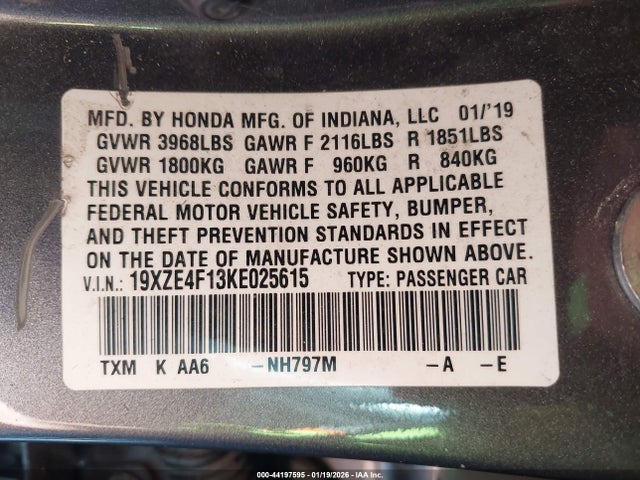 MFD. BY HONDA MFG. OF INDIANA, LLC 01/'19
GVWR 3968LBS GAWR F 2116LBS R 1851LBS
GVWR 1800KG GAWR F 960KG R 840KG
THIS VEHICLE CONFORMS TO ALL APPLICABLE
FEDERAL MOTOR VEHICLE SAFETY, BUMPER,
AND THEFT PREVENTION STANDARDS IN EFFECT
ON THE DATE OF MANUFACTURE SHOWN ABOVE.
V.I.N.: 19XZE4F13KE025615 TYPE: PASSENGER CAR
TXM K AA6 -NH797M -A -E
000-44197595 - 01/19/2026 - IAA Inc.